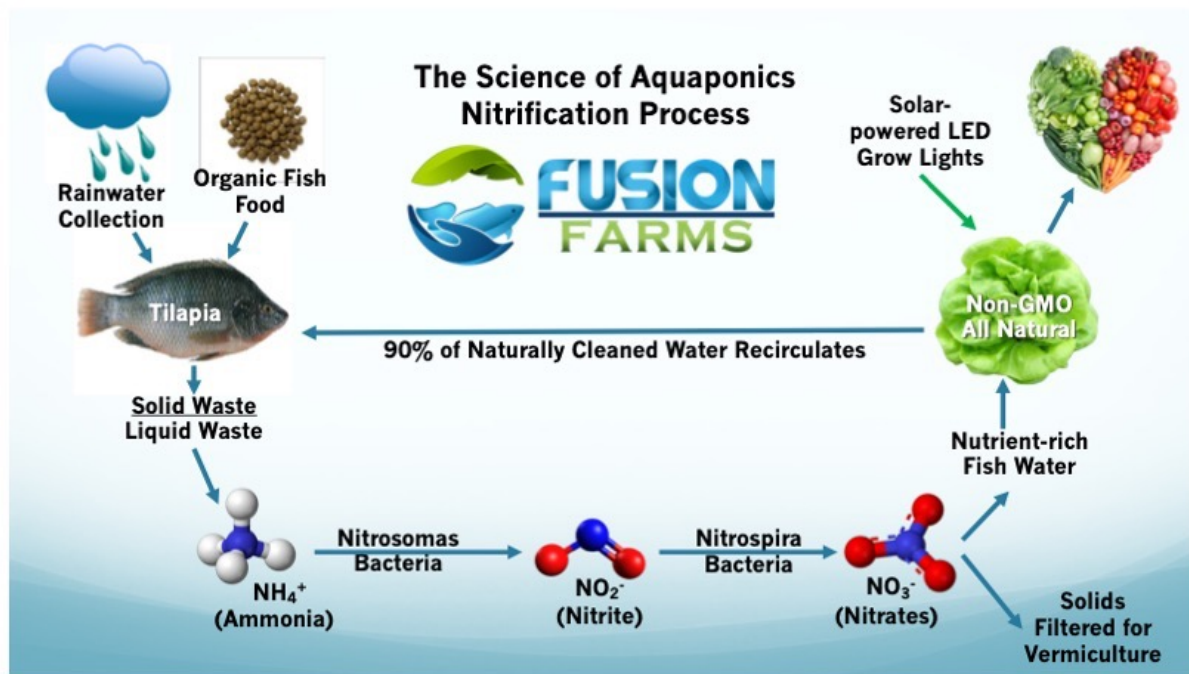 The Science of Aquaponics
Nitrification Process
FUSION
FARMS
Rainwater
Collection
Organic Fish
Food
Solar-
powered LED
Grow Lights
Tilapia
Non-GMO
All Natural
90% of Naturally Cleaned Water Recirculates
Solid Waste
Liquid Waste
Nutrient-rich
Fish Water
Nitrosomas
Bacteria
Nitrospira
Bacteria
NH₄⁺
(Ammonia)
NO₂⁻
(Nitrite)
NO₃⁻
(Nitrates)
Solids
Filtered for
Vermiculture